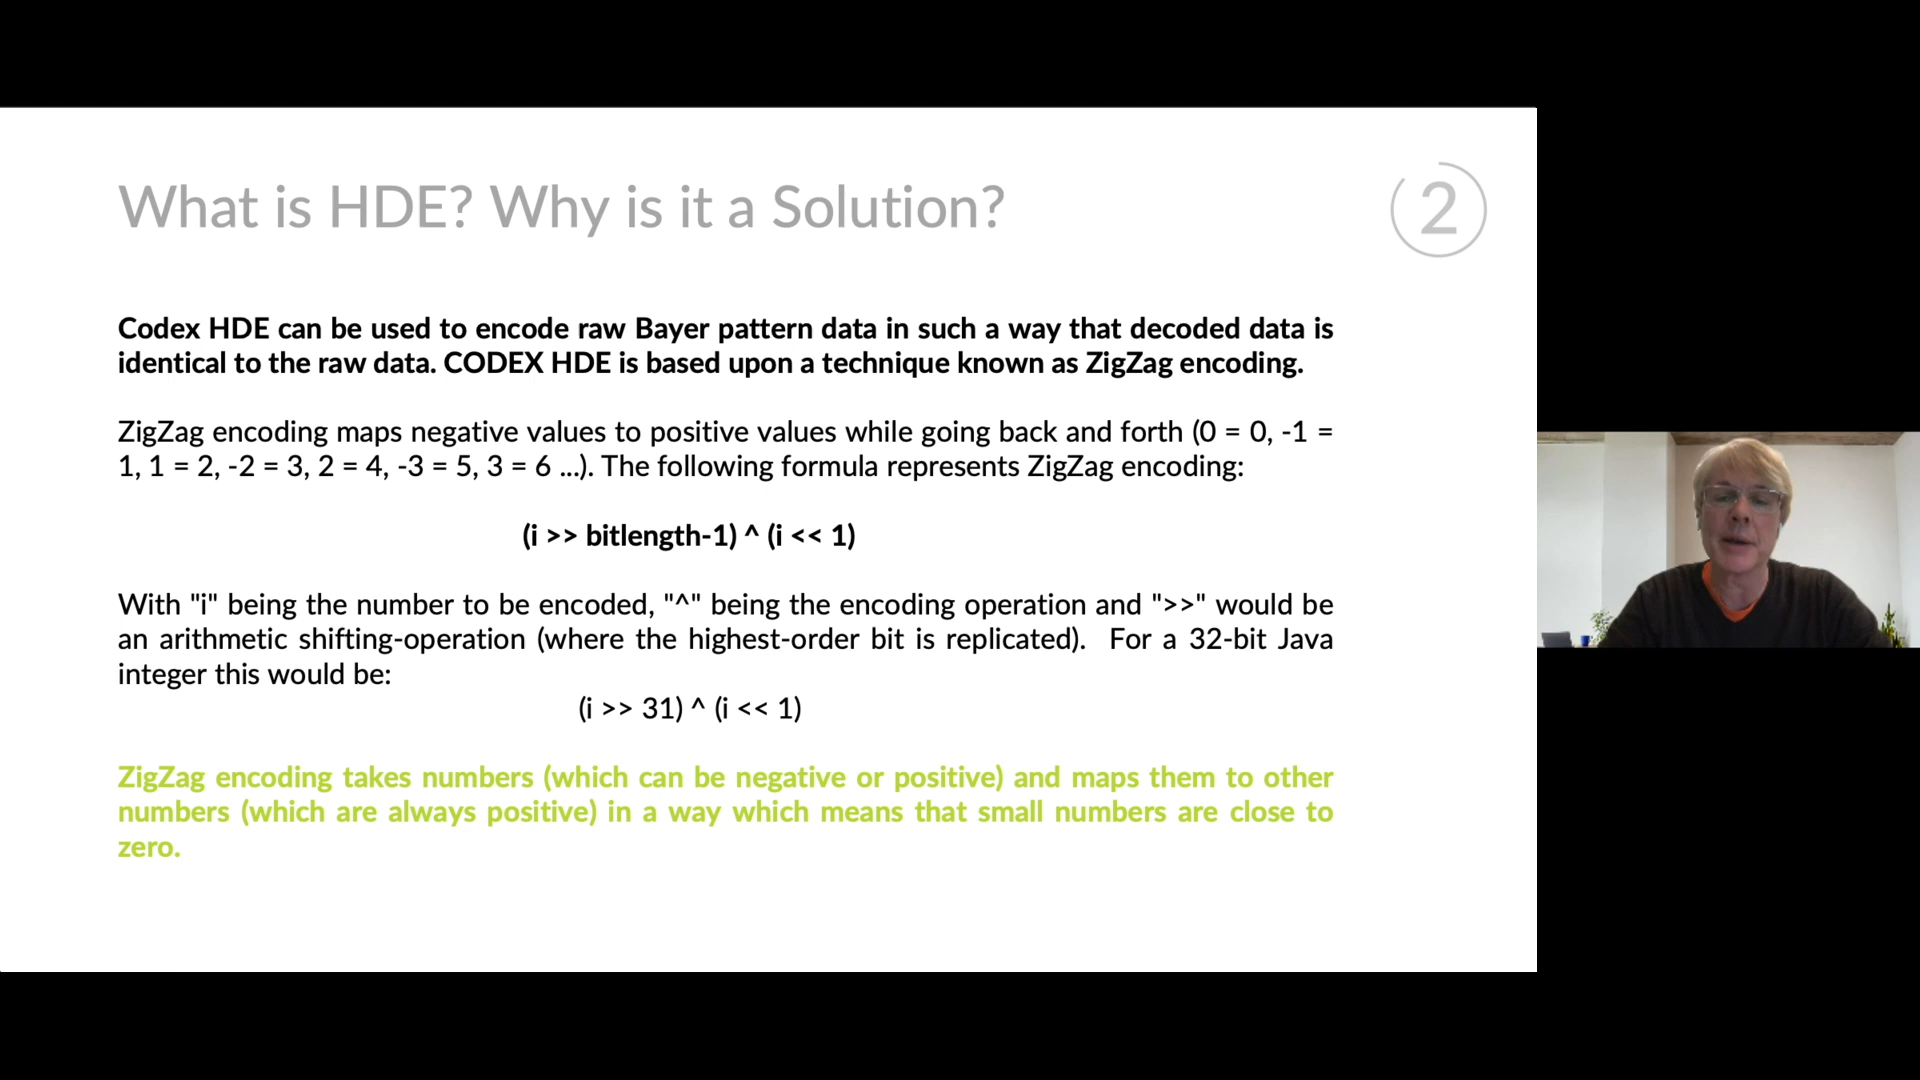 What is HDE? Why is it a Solution?
2
Codex HDE can be used to encode raw Bayer pattern data in such a way that decoded data is
identical to the raw data. CODEX HDE is based upon a technique known as ZigZag encoding.
ZigZag encoding maps negative values to positive values while going back and forth (0 = 0, -1 =
1, 1 = 2, -2 = 3, 2 = 4, -3 = 5, 3 = 6 ...). The following formula represents ZigZag encoding:
(i >> bitlength-1) ^ (i << 1)
With "i" being the number to be encoded, "^" being the encoding operation and ">>" would be
an arithmetic shifting-operation (where the highest-order bit is replicated).  For a 32-bit Java
integer this would be:
(i >> 31) ^ (i << 1)
ZigZag encoding takes numbers (which can be negative or positive) and maps them to other
numbers (which are always positive) in a way which means that small numbers are close to
zero.